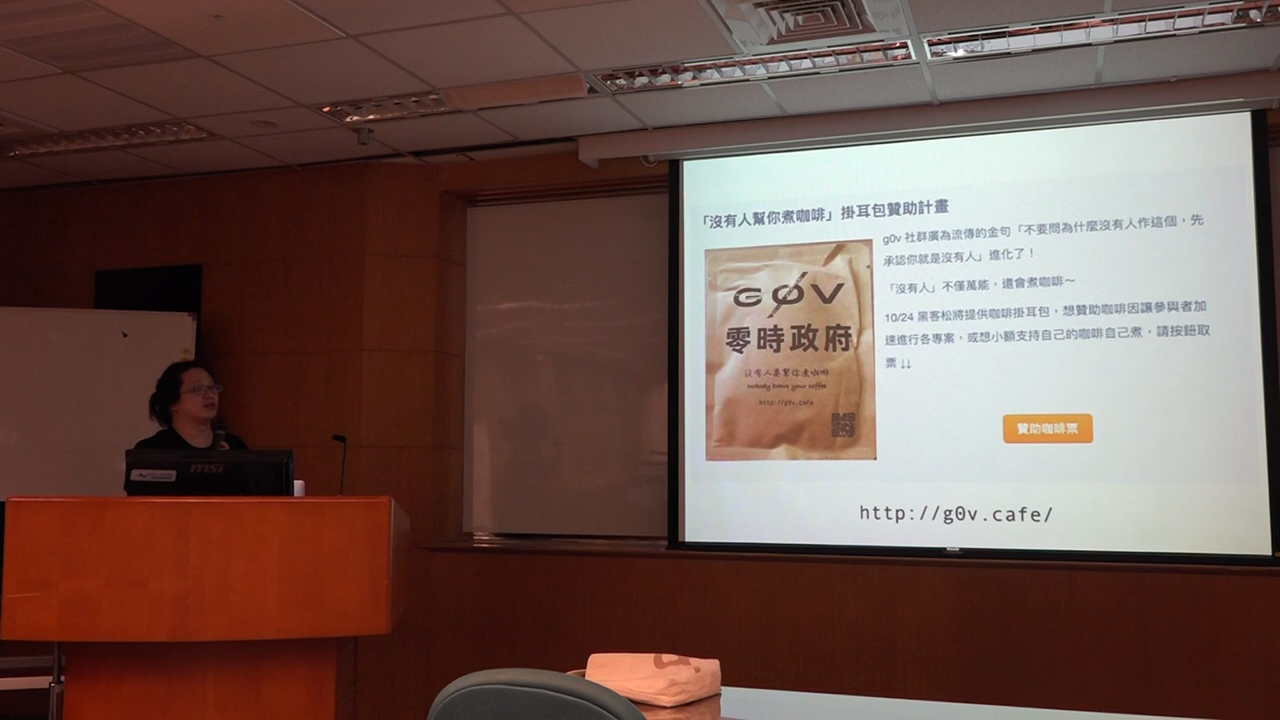 「沒有人幫你煮咖啡」掛耳包贊助計畫
g0v 社群廣為流傳的金句「不要問為什麼沒有人作這個，先
承認你就是沒有人」進化了！
「沒有人」不僅萬能，還會煮咖啡～
10/24 黑客松將提供咖啡掛耳包，想贊助咖啡因讓參與者加
速進行各專案，或想小額支持自己的咖啡自己煮，請按鈕取
票 ↓↓
G0V
零時政府
沒有人要幫你煮咖啡
Nobody brews your coffee
http://g0v.cafe
贊助咖啡票
http://g0v.cafe/
msi